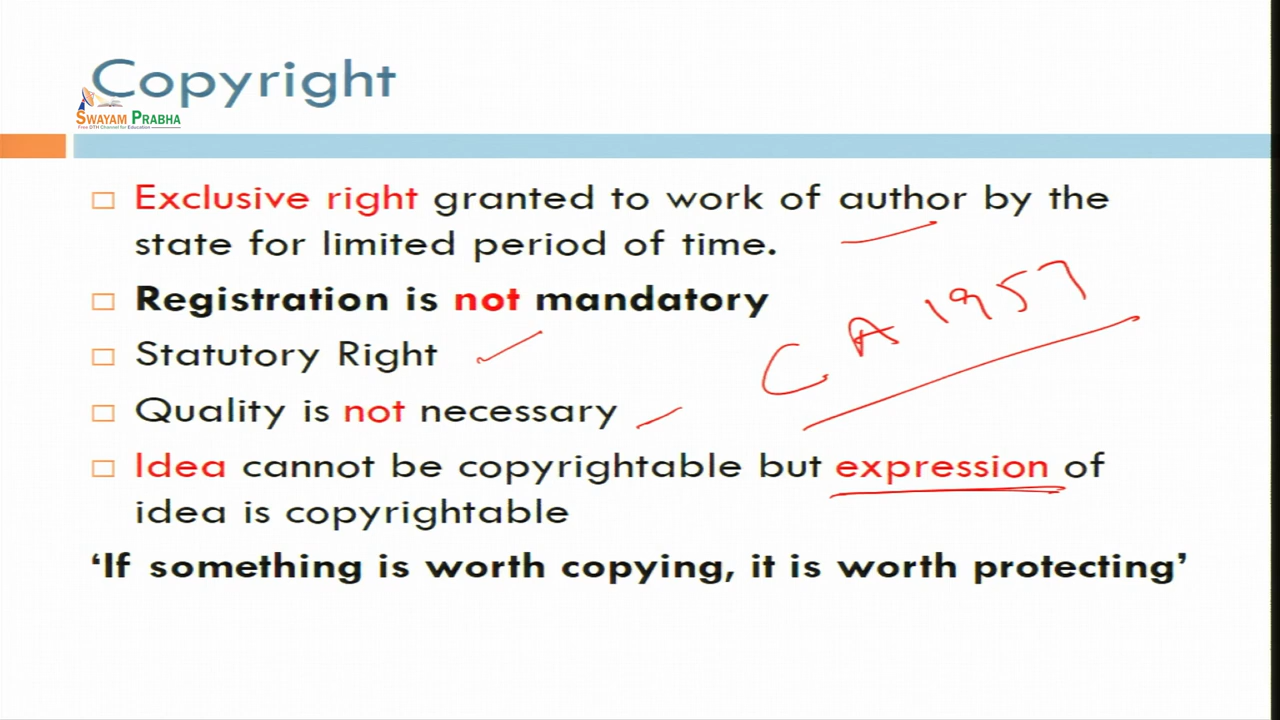 Copyright
SWAYAM PRABHA
Free DTH Channel for Education
Exclusive right granted to work of author by the
state for limited period of time.
Registration is not mandatory
CA 1957
Statutory Right
Quality is not necessary
Idea cannot be copyrightable but expression of
idea is copyrightable
‘If something is worth copying, it is worth protecting’